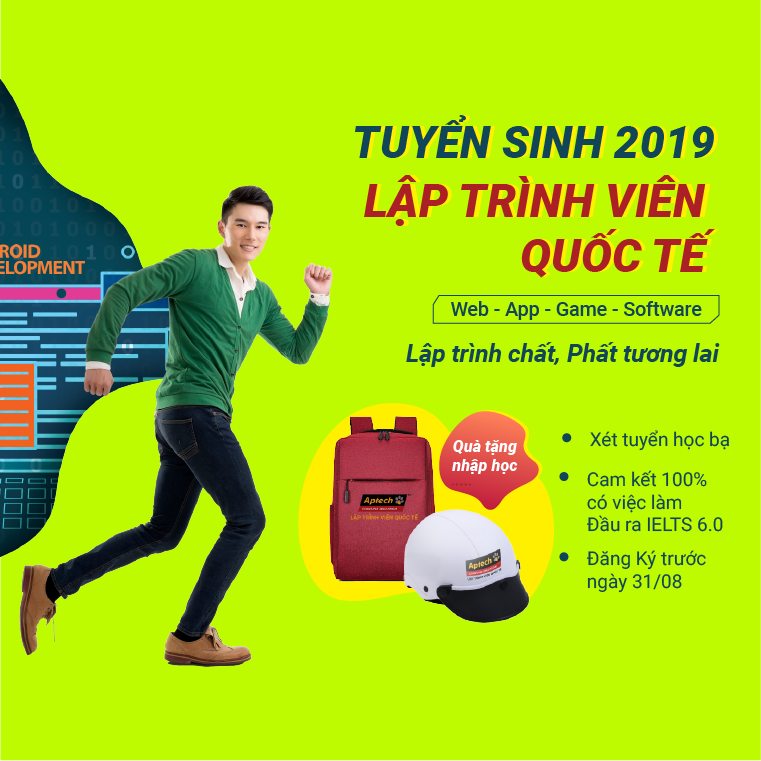 TUYỂN SINH 2019
LẬP TRÌNH VIÊN
QUỐC TẾ
Web - App - Game - Software
Lập trình chất, Phất tương lai
ROID
ELOPMENT
Quà tặng
nhập học
Xét tuyển học bạ
Cam kết 100%
có việc làm
Đầu ra IELTS 6.0
Đăng Ký trước
ngày 31/08
Aptech
LẬP TRÌNH VIÊN QUỐC TẾ
Aptech